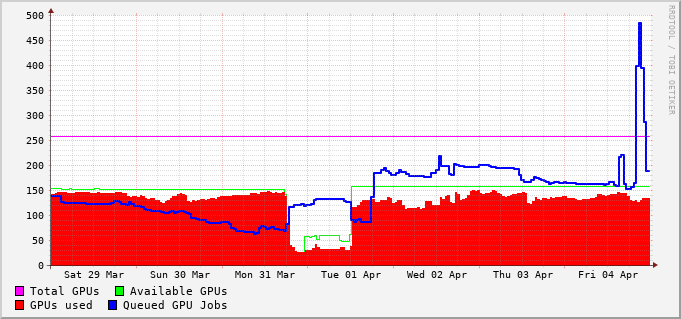 500
450
400
350
300
250
200
150
100
50
0
Sat 29 Mar Sun 30 Mar Mon 31 Mar Tue 01 Apr Wed 02 Apr Thu 03 Apr Fri 04 Apr
Total GPUs Available GPUs
GPUs used Queued GPU Jobs
RRDTOOL / TOBI OETIKER